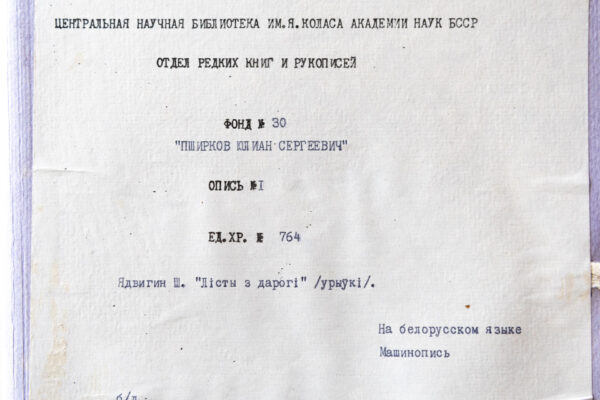 ЦЕНТРАЛЬНАЯ НАУЧНАЯ БИБЛИОТЕКА ИМ.Я.КОЛАСА АКАДЕМИИ НАУК БССР
ОТДЕЛ РЕДКИХ КНИГ И РУКОПИСЕЙ
ФОНД № 30
"ПШИРКОВ ЮЛИАН СЕРГЕЕВИЧ"
ОПИСЬ №I
ЕД.ХР. № 764
Ядвигин Ш. "Лісты з дарогі" /урыўкі/.
На белорусском языке
Машинопись
б/д.